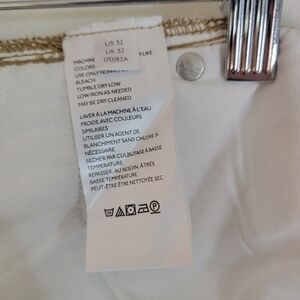 US 32
UK 32
170/82A
MACHIN H LIKE
COLORS
USE ONLY NON-
BLEACH
TUMBLE DRY LOW
LOW IRON AS NEEDED
MAY BE DRY CLEANED
LAVER À LA MACHINE À L'EAU
FROIDE AVEC COULEURS
SIMILAIRES
UTILISER UN AGENT DE
BLANCHIMENT SANS CHLORE SI
NÉCESSAIRE
SÉCHER PAR CULBUTAGE À BASSE
TEMPÉRATURE
REPASSER, AU BESOIN, À TRÈS
BASSE TEMPÉRATURE
PEUT-ÊTRE ÊTRE NETTOYÉE SEC